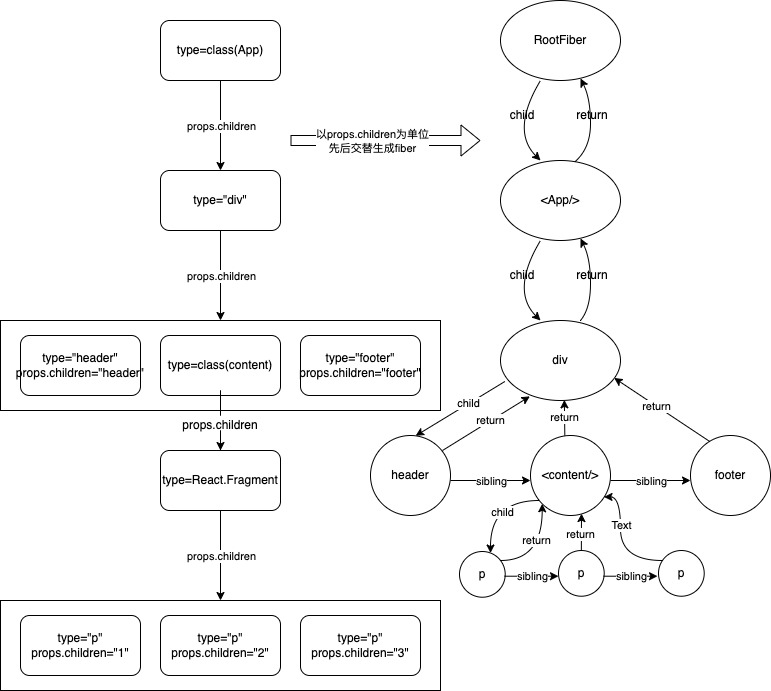 type=class(App)
props.children
type="div"
props.children
type="header"
props.children="header"
type=class(content)
type="footer"
props.children="footer"
props.children
type=React.Fragment
props.children
type="p"
props.children="1"
type="p"
props.children="2"
type="p"
props.children="3"
以props.children为单位
先后交替生成fiber
RootFiber
child
return
<App/>
child
return
div
child
return
return
return
header
sibling
<content/>
sibling
footer
child
return
return
Text
p
sibling
p
sibling
p